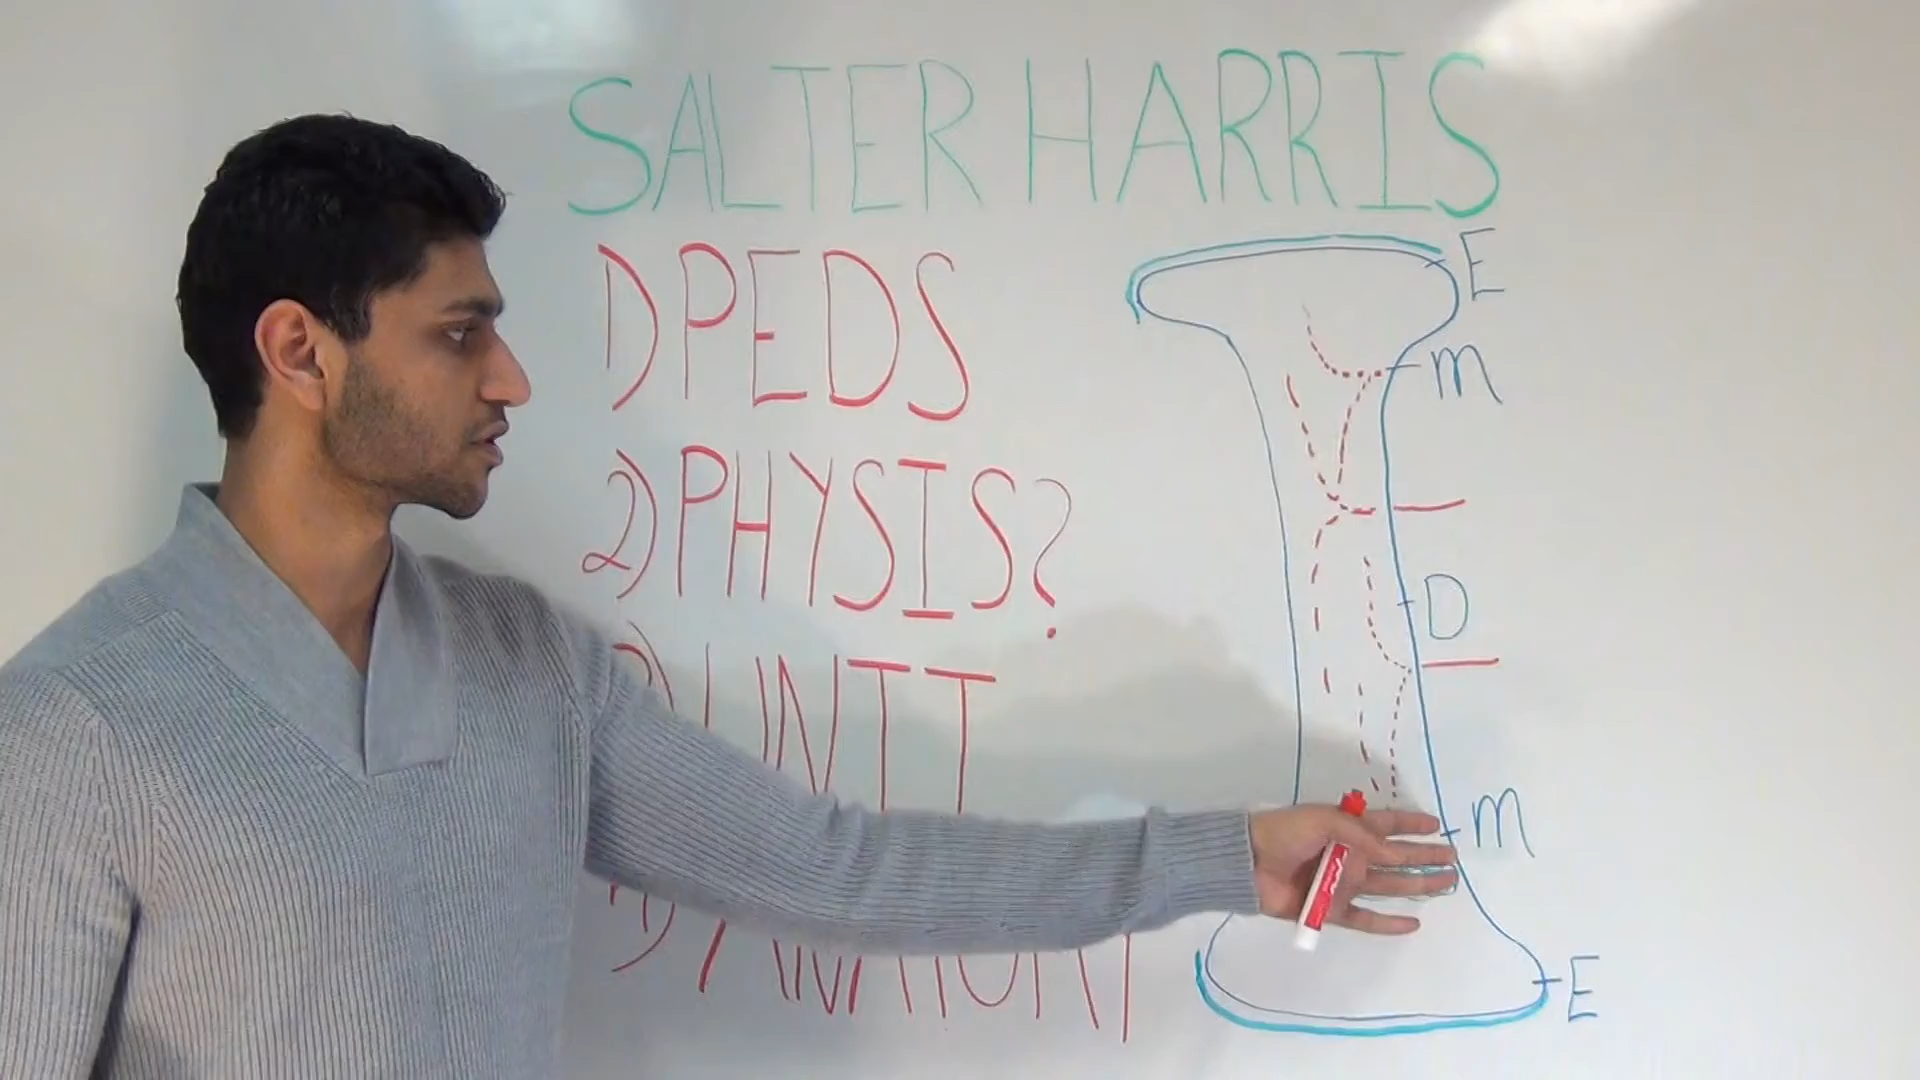 SALTER HARRIS
1) PEDS
2) PHYSIS?
E
m
D
m
E